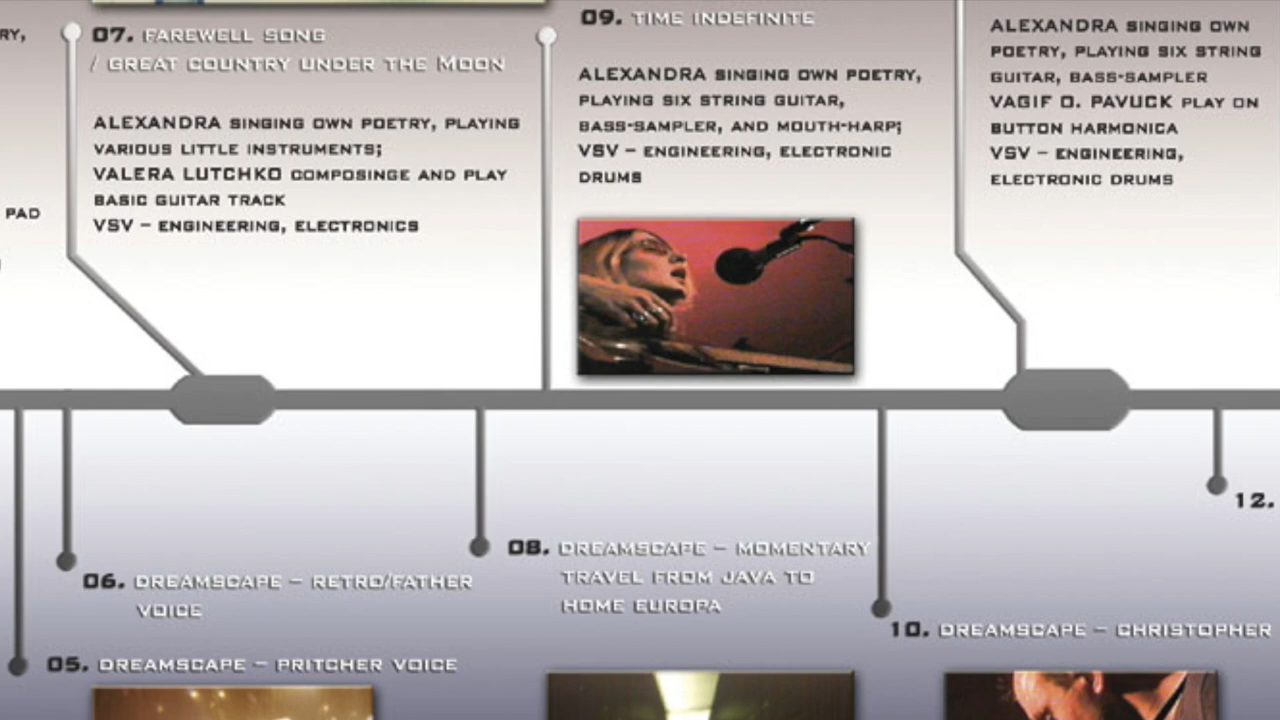 RY,
PAD
07. FAREWELL SONG
/ GREAT COUNTRY UNDER THE MOON
ALEXANDRA SINGING OWN POETRY, PLAYING
VARIOUS LITTLE INSTRUMENTS;
VALERA LUTCHKO COMPOSINGE AND PLAY
BASIC GUITAR TRACK
VSV – ENGINEERING, ELECTRONICS
09. TIME INDEFINITE
ALEXANDRA SINGING OWN POETRY,
PLAYING SIX STRING GUITAR,
BASS-SAMPLER, AND MOUTH-HARP;
VSV – ENGINEERING, ELECTRONIC
DRUMS
ALEXANDRA SINGING OWN
POETRY, PLAYING SIX STRING
GUITAR, BASS-SAMPLER
VAGIF O. PAVUCK PLAY ON
BUTTON HARMONICA
VSV – ENGINEERING,
ELECTRONIC DRUMS
12.
08. DREAMSCAPE – MOMENTARY
TRAVEL FROM JAVA TO
HOME EUROPA
06. DREAMSCAPE – RETRO/FATHER
VOICE
10. DREAMSCAPE – CHRISTOPHER
05. DREAMSCAPE – PRITCHER VOICE